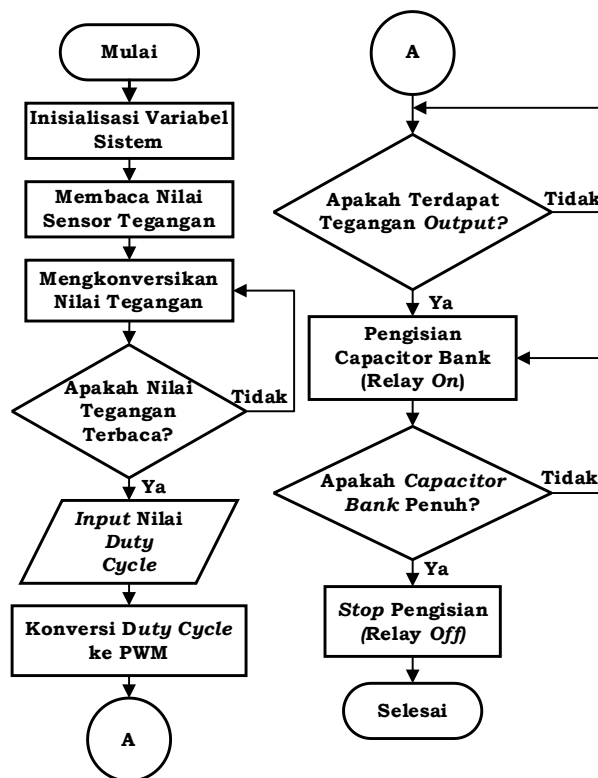 Mulai
Inisialisasi Variabel
Sistem
Membaca Nilai
Sensor Tegangan
Mengkonversikan
Nilai Tegangan
Apakah Nilai
Tegangan
Terbaca?
Tidak
Ya
Input Nilai
Duty
Cycle
Konversi Duty Cycle
ke PWM
A
A
Apakah Terdapat
Tegangan Output?
Tidak
Ya
Pengisian
Capacitor Bank
(Relay On)
Apakah Capacitor
Bank Penuh?
Tidak
Ya
Stop Pengisian
(Relay Off)
Selesai